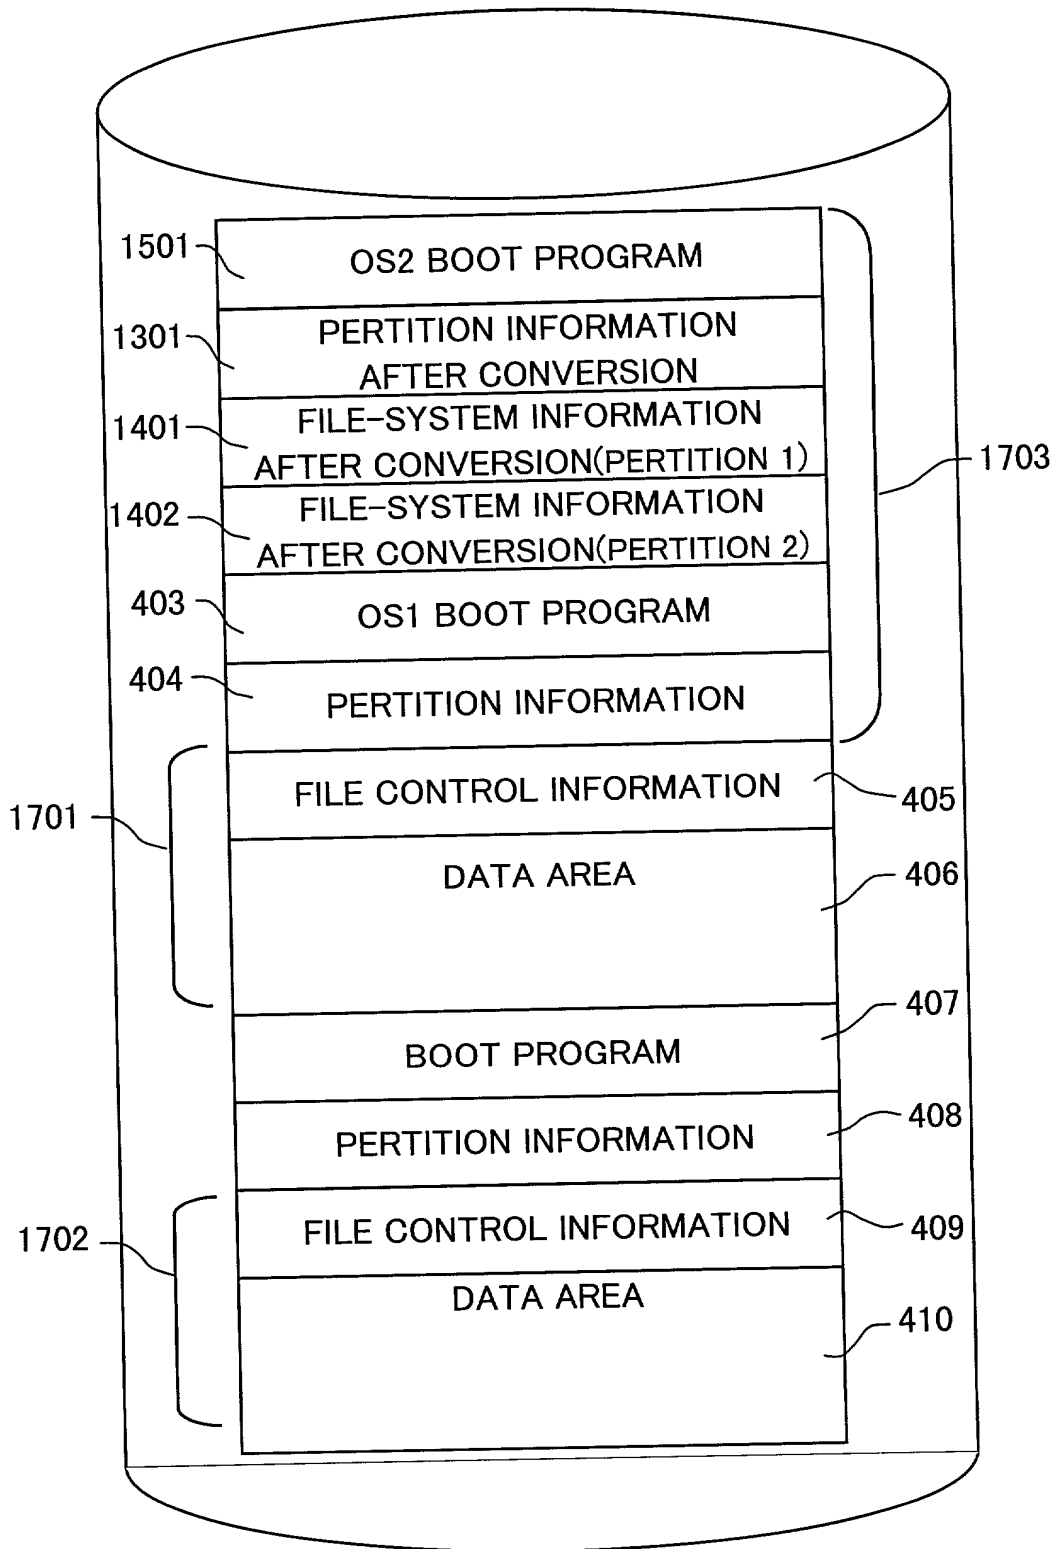 1501
OS2 BOOT PROGRAM
1301
PERTITION INFORMATION
AFTER CONVERSION
1401
FILE-SYSTEM INFORMATION
AFTER CONVERSION(PERTITION 1)
1703
1402
FILE-SYSTEM INFORMATION
AFTER CONVERSION(PERTITION 2)
403
OS1 BOOT PROGRAM
404
PERTITION INFORMATION
1701
FILE CONTROL INFORMATION
405
DATA AREA
406
407
BOOT PROGRAM
408
PERTITION INFORMATION
1702
FILE CONTROL INFORMATION
409
DATA AREA
410